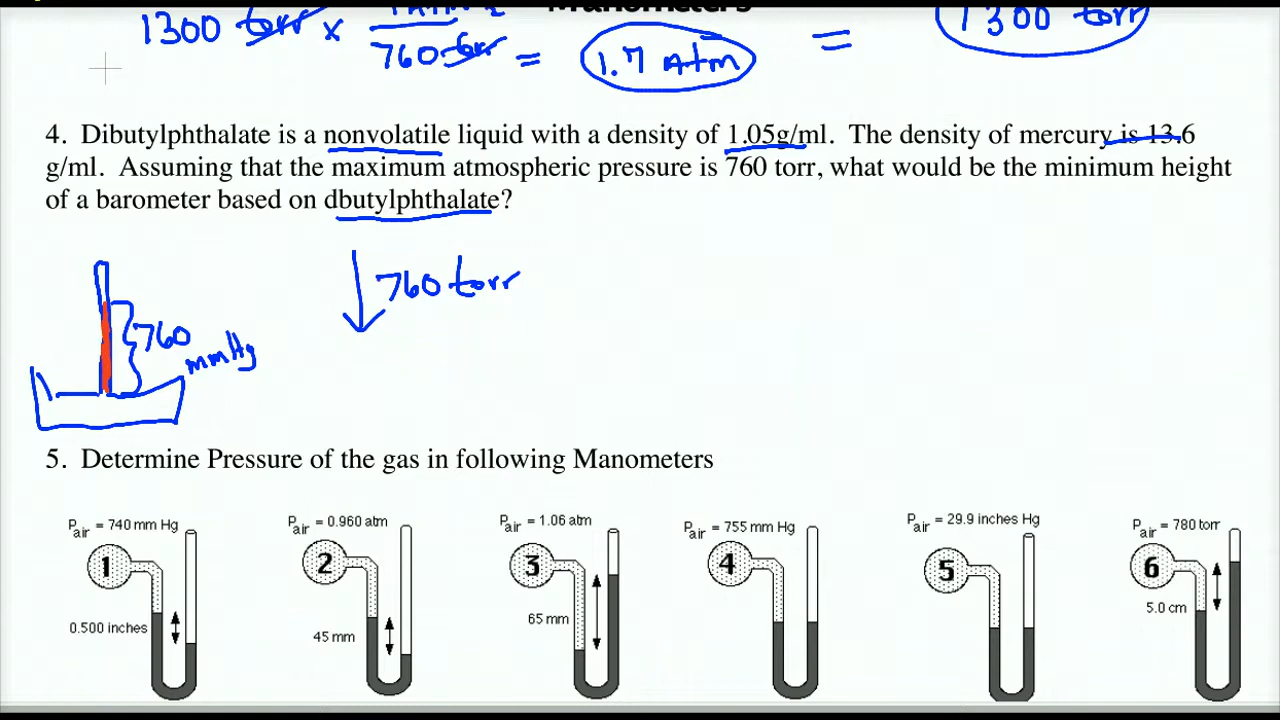 Manometers
1300 torr x 1 Atm / 760 torr = 1.7 Atm = 1300 torr
4. Dibutylphthalate is a nonvolatile liquid with a density of 1.05g/ml. The density of mercury is 13.6
g/ml. Assuming that the maximum atmospheric pressure is 760 torr, what would be the minimum height
of a barometer based on dbutylphthalate?
760 torr
760
mmHg
5. Determine Pressure of the gas in following Manometers
Pair = 740 mm Hg
1
0.500 inches
Pair = 0.960 atm
2
45 mm
Pair = 1.06 atm
3
65 mm
Pair = 755 mm Hg
4
Pair = 29.9 inches Hg
5
Pair = 780 torr
6
5.0 cm